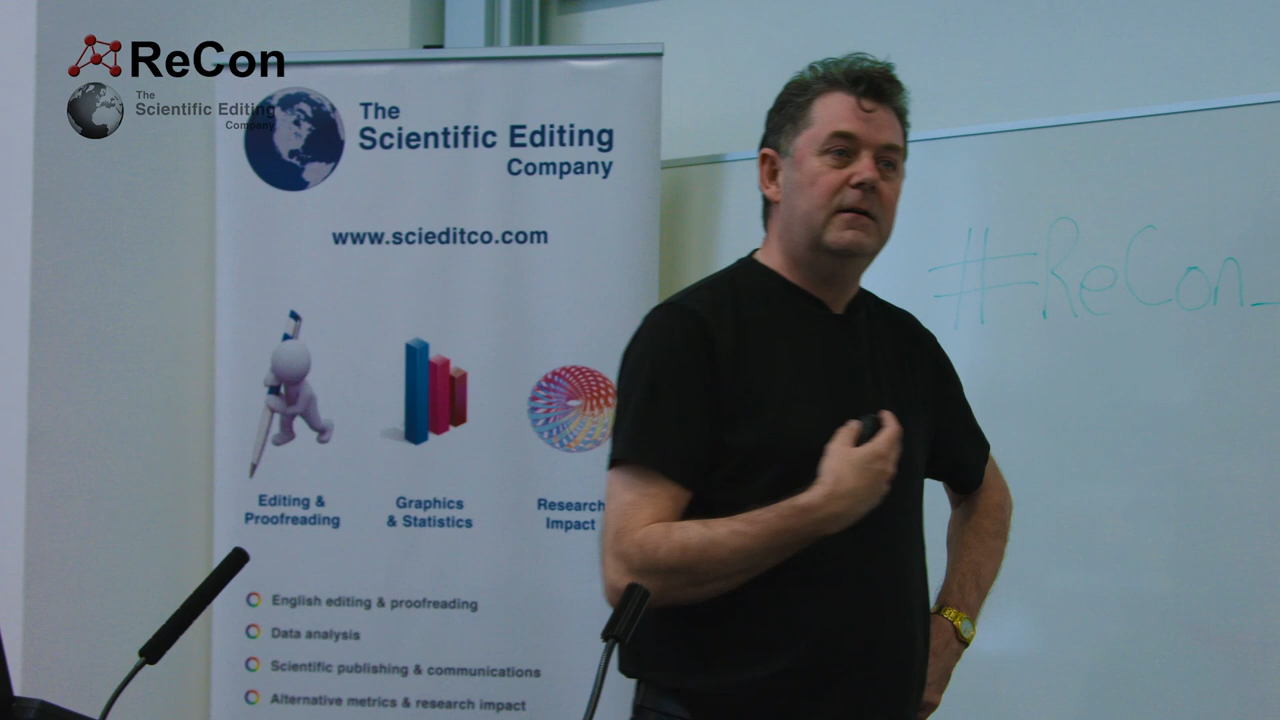 ReCon
The
Scientific Editing
Company
The
Scientific Editing
Company
www.scieditco.com
Editing &
Proofreading
Graphics
& Statistics
Research
Impact
English editing & proofreading
Data analysis
Scientific publishing & communications
Alternative metrics & research impact
#ReCon_